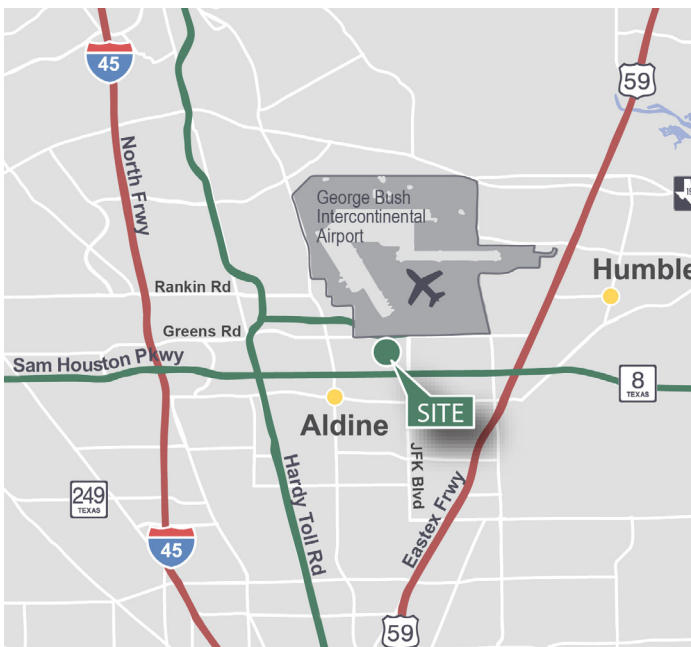 45
59
North Frwy
George Bush
Intercontinental
Airport
Humble
Rankin Rd
Greens Rd
Sam Houston Pkwy
8
TEXAS
SITE
Aldine
JFK Blvd
Hardy Toll Rd
Eastex Frwy
249
TEXAS
45
59